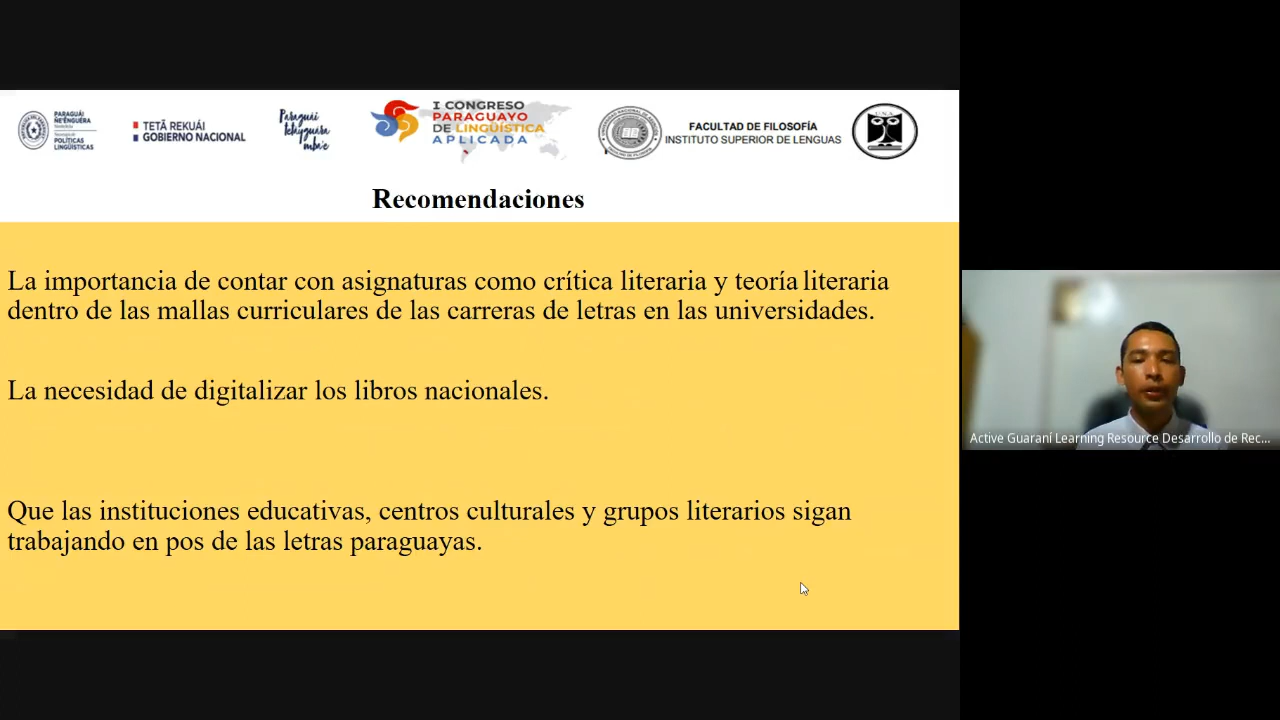 PARAGUÁI
ÑE'ẼNGUÉRA
POLÍTICAS
LINGÜÍSTICAS
TETÃ REKUÁI
GOBIERNO NACIONAL
Paraguái
tekuyguára
mba'e
I CONGRESO
PARAGUAYO
DE LINGÜÍSTICA
APLICADA
FACULTAD DE FILOSOFÍA
INSTITUTO SUPERIOR DE LENGUAS
Recomendaciones
La importancia de contar con asignaturas como crítica literaria y teoría literaria
dentro de las mallas curriculares de las carreras de letras en las universidades.
La necesidad de digitalizar los libros nacionales.
Que las instituciones educativas, centros culturales y grupos literarios sigan
trabajando en pos de las letras paraguayas.
Active Guaraní Learning Resource Desarrollo de Rec...